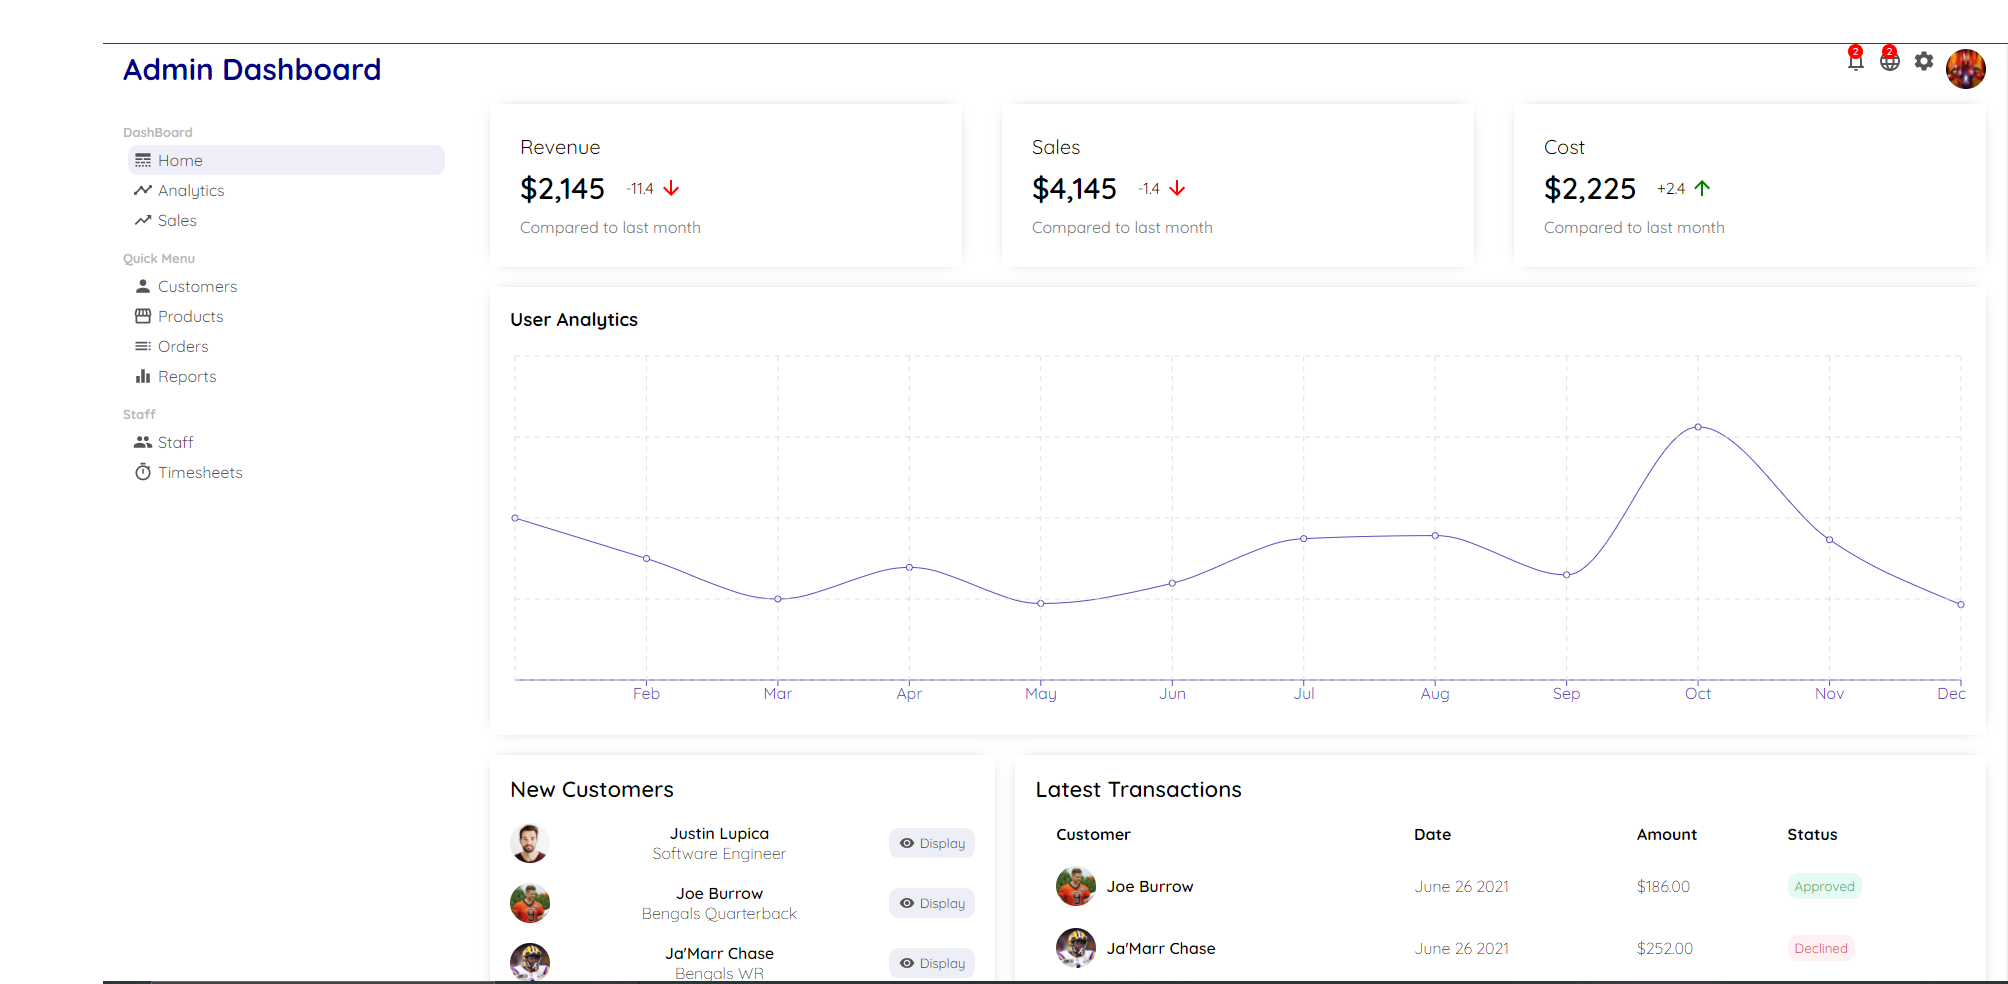 Admin Dashboard
2 2
DashBoard
Home
Analytics
Sales
Quick Menu
Customers
Products
Orders
Reports
Staff
Staff
Timesheets
Revenue
$2,145 -11.4
Compared to last month
Sales
$4,145 -1.4
Compared to last month
Cost
$2,225 +2.4
Compared to last month
User Analytics
Feb Mar Apr May Jun Jul Aug Sep Oct Nov Dec
New Customers
Justin Lupica
Software Engineer
Display
Joe Burrow
Bengals Quarterback
Display
Ja'Marr Chase
Bengals WR
Display
Latest Transactions
Customer Date Amount Status
Joe Burrow June 26 2021 $186.00 Approved
Ja'Marr Chase June 26 2021 $252.00 Declined